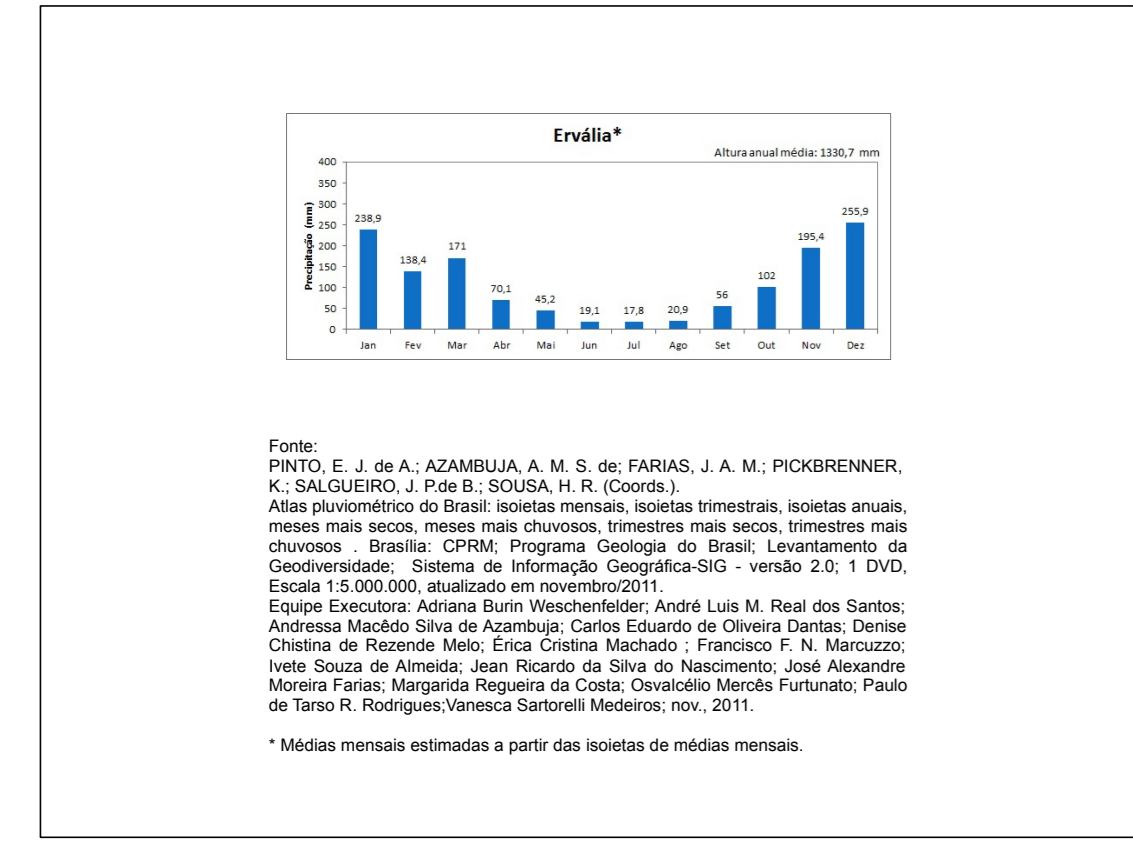 Ervália*
Altura anual média: 1330,7 mm
Precipitação (mm)
400
350
300
250
200
150
100
50
0
238,9
138,4
171
70,1
45,2
19,1
17,8
20,9
56
102
195,4
255,9
Jan Fev Mar Abr Mai Jun Jul Ago Set Out Nov Dez
Fonte:
PINTO, E. J. de A.; AZAMBUJA, A. M. S. de; FARIAS, J. A. M.; PICKBRENNER,
K.; SALGUEIRO, J. P.de B.; SOUSA, H. R. (Coords.).
Atlas pluviométrico do Brasil: isoietas mensais, isoietas trimestrais, isoietas anuais,
meses mais secos, meses mais chuvosos, trimestres mais secos, trimestres mais
chuvosos . Brasília: CPRM; Programa Geologia do Brasil; Levantamento da
Geodiversidade; Sistema de Informação Geográfica-SIG - versão 2.0; 1 DVD,
Escala 1:5.000.000, atualizado em novembro/2011.
Equipe Executora: Adriana Burin Weschenfelder; André Luis M. Real dos Santos;
Andressa Macêdo Silva de Azambuja; Carlos Eduardo de Oliveira Dantas; Denise
Chistina de Rezende Melo; Érica Cristina Machado ; Francisco F. N. Marcuzzo;
Ivete Souza de Almeida; Jean Ricardo da Silva do Nascimento; José Alexandre
Moreira Farias; Margarida Regueira da Costa; Osvalcélio Mercês Furtunato; Paulo
de Tarso R. Rodrigues;Vanesca Sartorelli Medeiros; nov., 2011.
* Médias mensais estimadas a partir das isoietas de médias mensais.